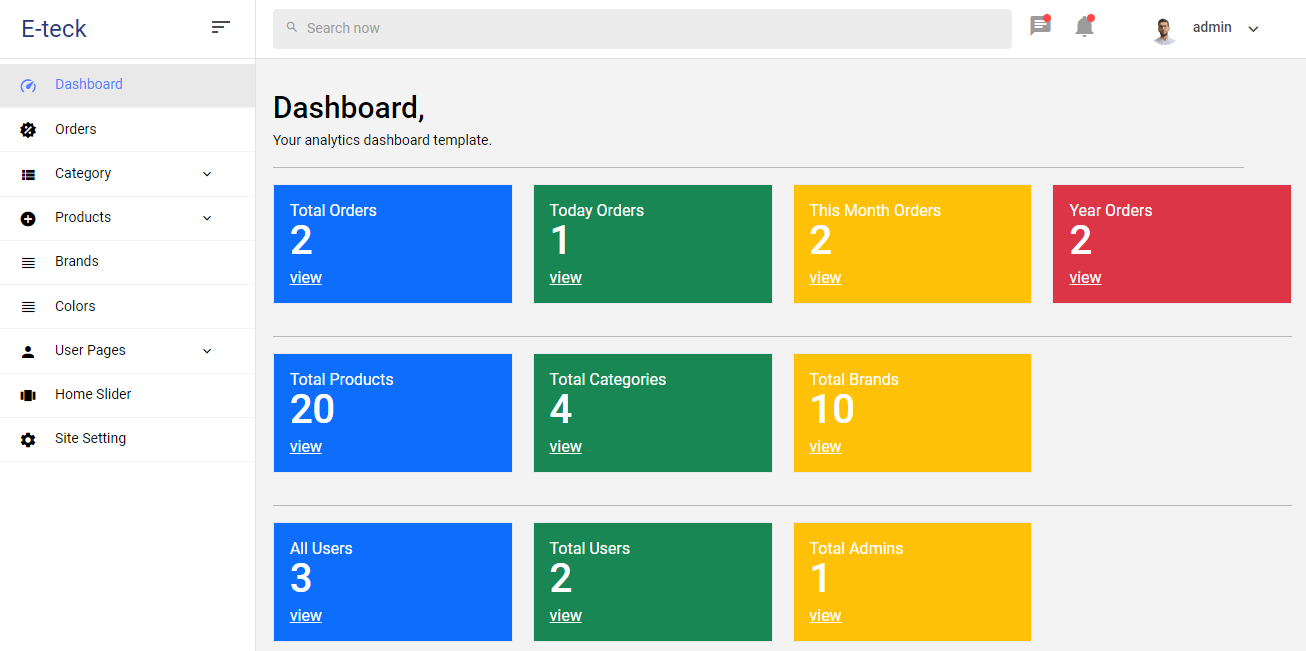 E-teck
Search now
admin
Dashboard
Orders
Category
Products
Brands
Colors
User Pages
Home Slider
Site Setting
Dashboard,
Your analytics dashboard template.
Total Orders
2
view
Today Orders
1
view
This Month Orders
2
view
Year Orders
2
view
Total Products
20
view
Total Categories
4
view
Total Brands
10
view
All Users
3
view
Total Users
2
view
Total Admins
1
view